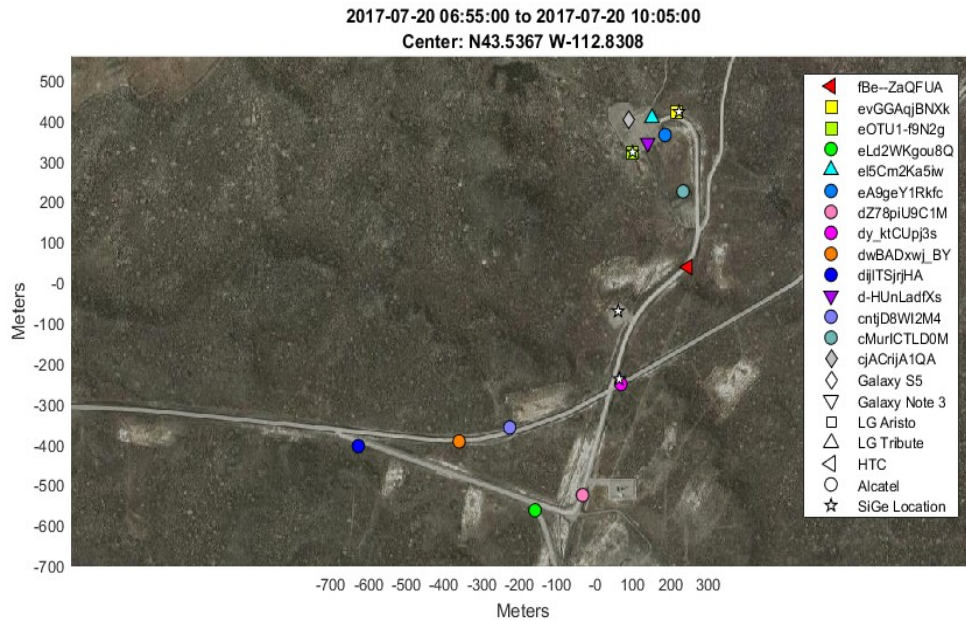 2017-07-20 06:55:00 to 2017-07-20 10:05:00
Center: N43.5367 W-112.8308
500
400
300
200
100
-0
-100
-200
-300
-400
-500
-600
-700
Meters
-700 -600 -500 -400 -300 -200 -100 -0 100 200 300
Meters
fBe--ZaQFUA
evGGAqjBNXk
eOTU1-f9N2g
eLd2WKgou8Q
eI5Cm2Ka5iw
eA9geY1Rkfc
dZ78piU9C1M
dy_ktCUpj3s
dwBADxwj_BY
dijITSjrjHA
d-HUnLadfXs
cntjD8WI2M4
cMurICTLD0M
cjACrijA1QA
Galaxy S5
Galaxy Note 3
LG Aristo
LG Tribute
HTC
Alcatel
SiGe Location